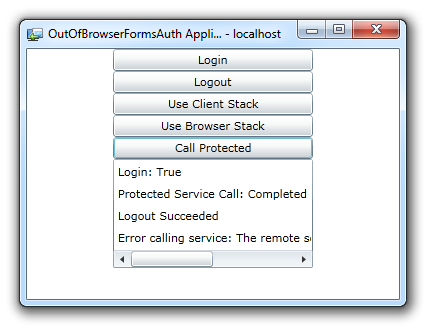 OutOfBrowserFormsAuth Appli... - localhost
Login
Logout
Use Client Stack
Use Browser Stack
Call Protected
Login: True
Protected Service Call: Completed
Logout Succeeded
Error calling service: The remote